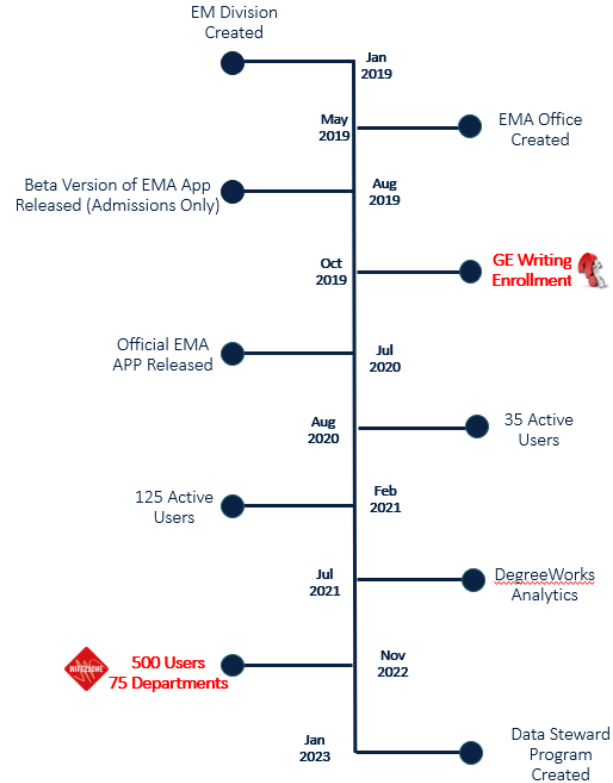 EM Division
Created
Jan
2019
May
2019
EMA Office
Created
Beta Version of EMA App
Released (Admissions Only)
Aug
2019
Oct
2019
GE Writing
Enrollment
Official EMA
APP Released
Jul
2020
Aug
2020
35 Active
Users
125 Active
Users
Feb
2021
Jul
2021
DegreeWorks
Analytics
500 Users
75 Departments
Nov
2022
Jan
2023
Data Steward
Program
Created